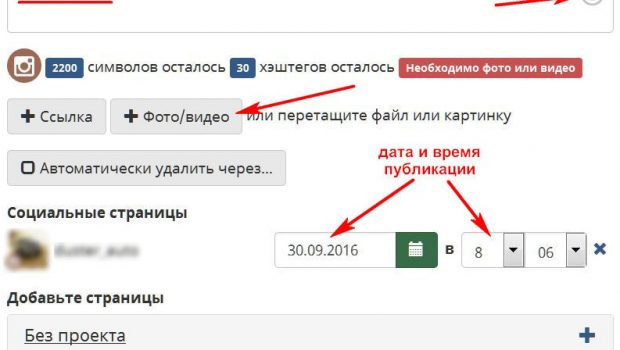 2200 символов осталось 30 хэштегов осталось Необходимо фото или видео
+ Ссылка + Фото/видео или перетащите файл или картинку
Автоматически удалить через...
дата и время
публикации
Социальные страницы
30.09.2016 в 8 06
Добавьте страницы
Без проекта +